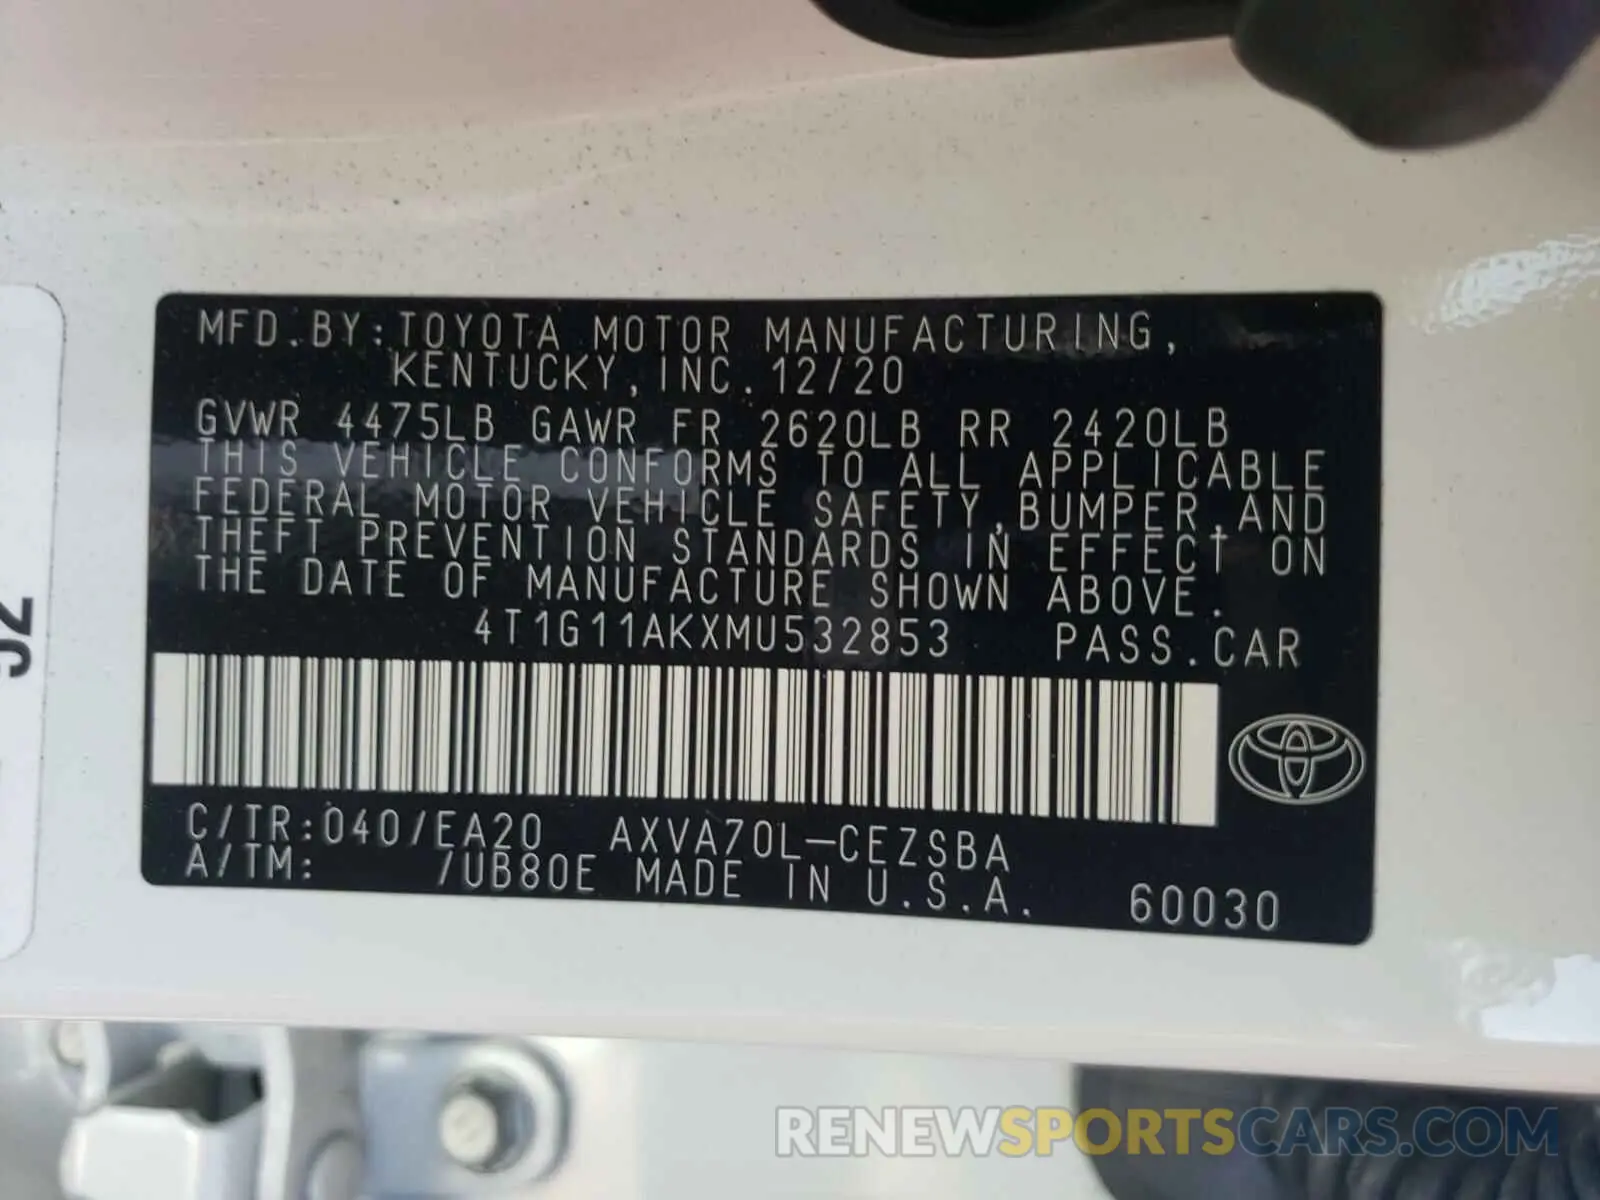 MFD.BY:TOYOTA MOTOR MANUFACTURING,
KENTUCKY,INC.12/20
GVWR 4475LB GAWR FR 2620LB RR 2420LB
THIS VEHICLE CONFORMS TO ALL APPLICABLE
FEDERAL MOTOR VEHICLE SAFETY,BUMPER,AND
THEFT PREVENTION STANDARDS IN EFFECT ON
THE DATE OF MANUFACTURE SHOWN ABOVE.
4T1G11AKXMU532853 PASS.CAR
C/TR:040/EA20 AXVA70L-CEZSBA
A/TM: /UB80E MADE IN U.S.A. 60030
RENEWSPORTSCARS.COM